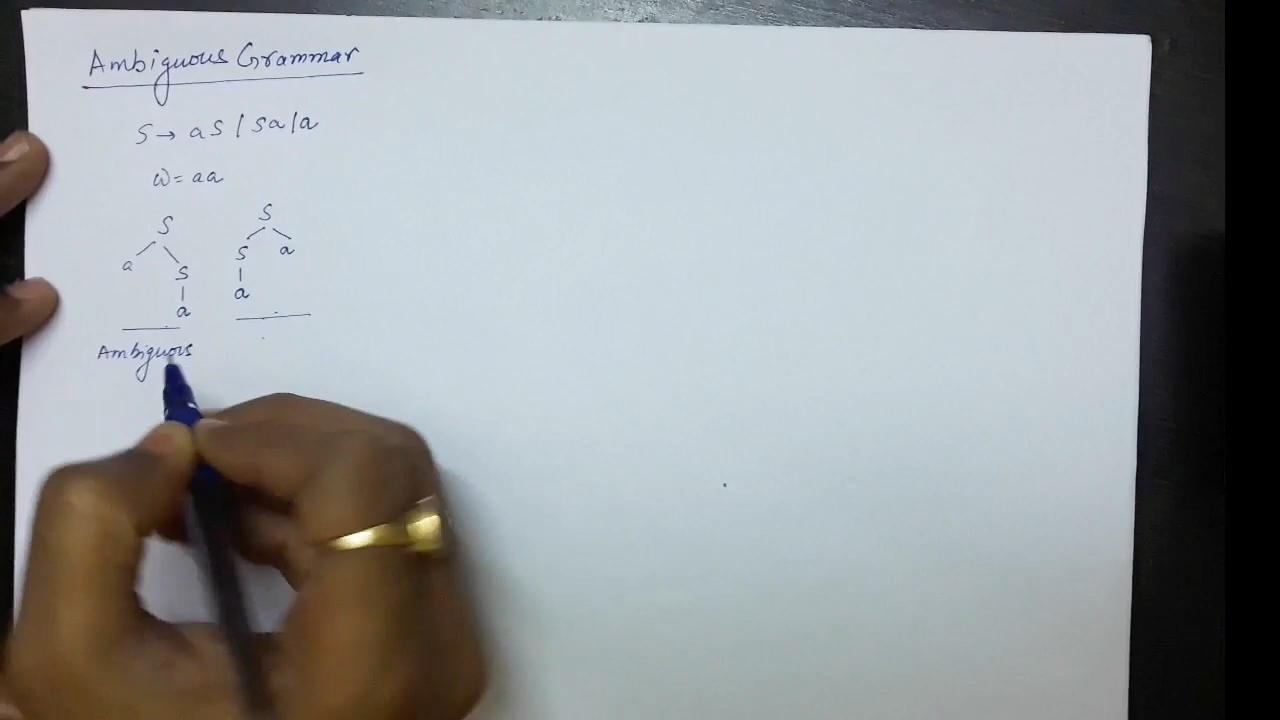 Ambiguous Grammar
S → aS / Sa / a
ω = aa
S S
a S S a
a a
Ambiguous